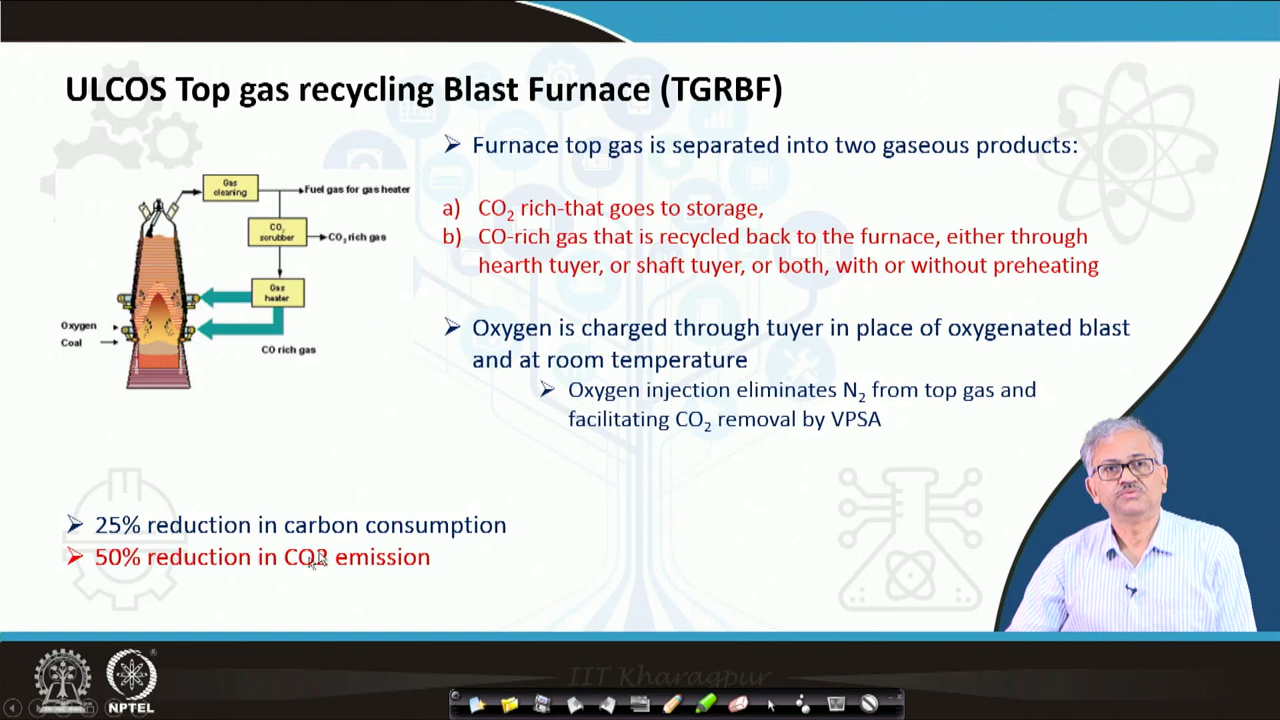 ULCOS Top gas recycling Blast Furnace (TGRBF)
Gas cleaning
Fuel gas for gas heater
CO2 scrubber
CO2 rich gas
Gas heater
Oxygen
Coal
CO rich gas
➢ Furnace top gas is separated into two gaseous products:
a) CO2 rich-that goes to storage,
b) CO-rich gas that is recycled back to the furnace, either through
hearth tuyer, or shaft tuyer, or both, with or without preheating
➢ Oxygen is charged through tuyer in place of oxygenated blast
and at room temperature
➢ Oxygen injection eliminates N2 from top gas and
facilitating CO2 removal by VPSA
➢ 25% reduction in carbon consumption
➢ 50% reduction in CO2 emission
IIT Kharagpur
NPTEL